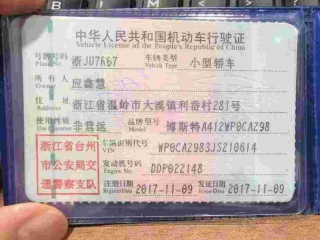 中华人民共和国机动车行驶证
Vehicle License of the People's Republic of China
号牌号码 浙JU7K67 车辆类型 小型轿车
Plate No. Vehicle Type
所有人 应鑫慧
Owner
住址 浙江省温岭市大溪镇利岙村281号
Address
使用性质 非营运 品牌型号 博斯特A412WP0CA298
Use Character Model
浙江省台州市公安局交通警察支队
车辆识别代号 WP0CA2983JS210614
VIN
发动机号码 DDP022148
Engine No.
注册日期 2017-11-09 发证日期 2017-11-09
Register Date Issue Date